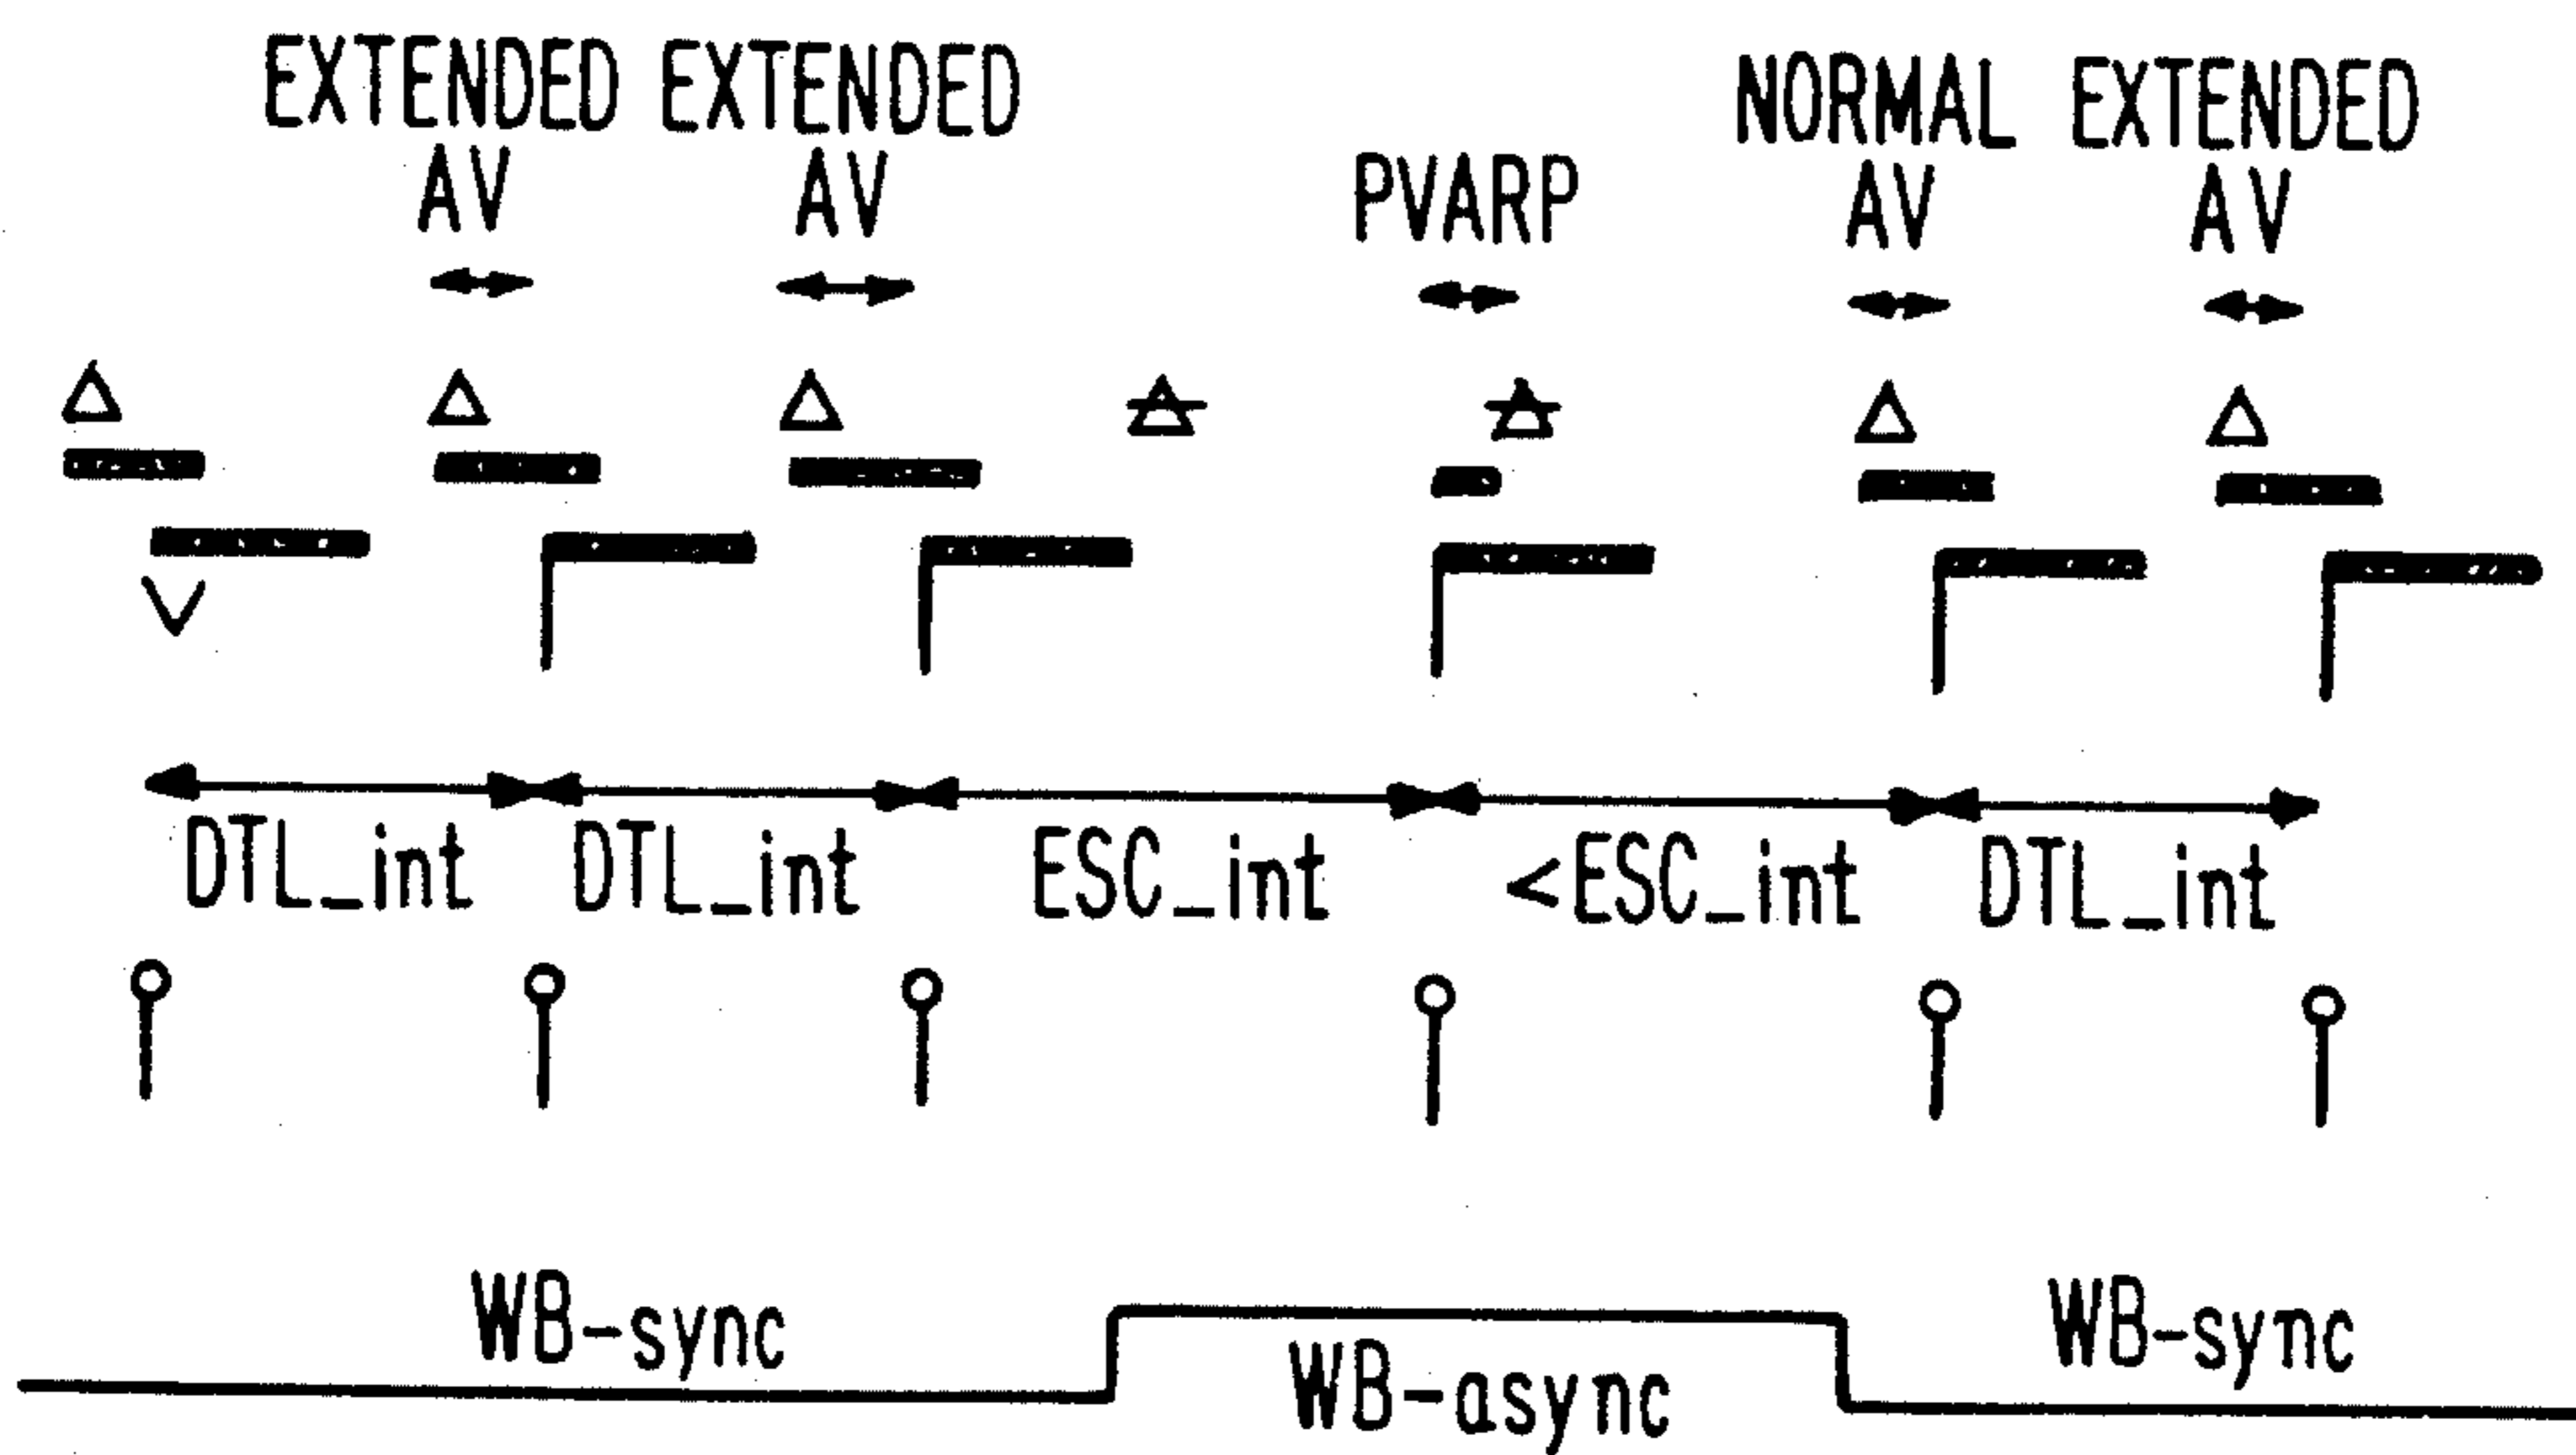 EXTENDED EXTENDED NORMAL EXTENDED
AV AV PVARP AV AV
DTL_int DTL_int ESC_int <ESC_int DTL_int
WB-sync WB-async WB-sync